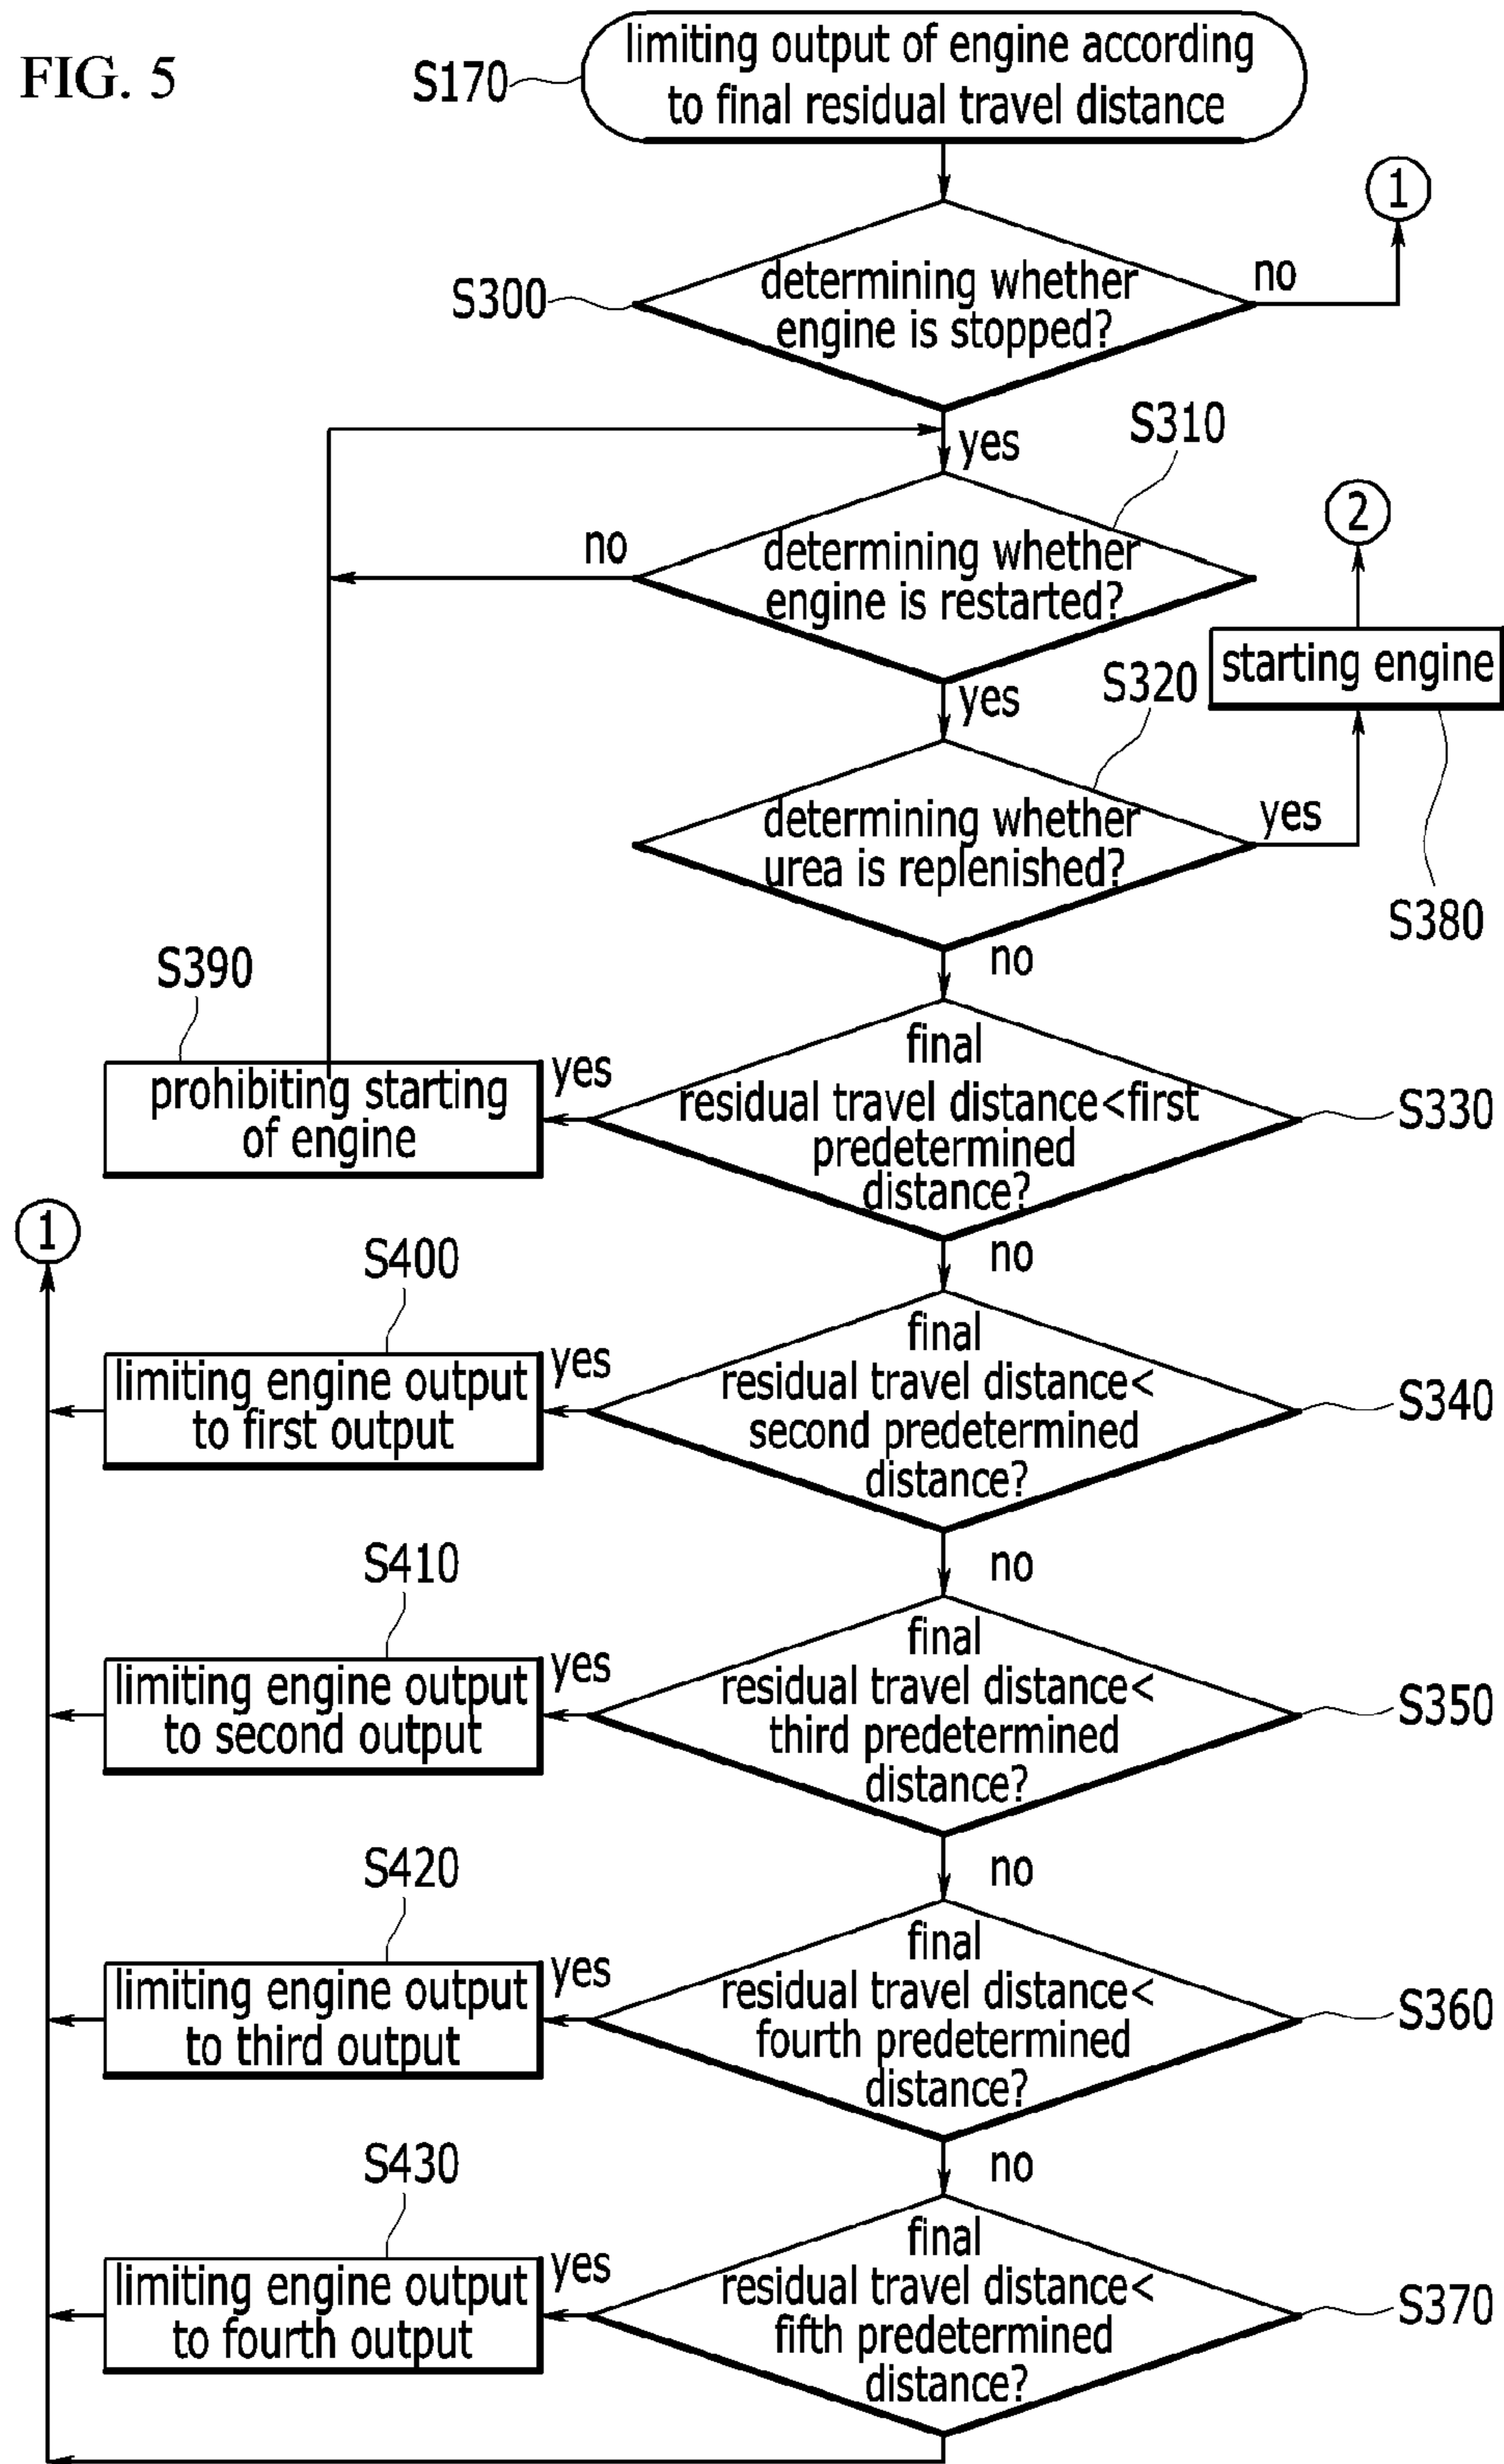 FIG. 5
S170
limiting output of engine according
to final residual travel distance
1
S300
determining whether
engine is stopped?
no
yes
S310
2
no
determining whether
engine is restarted?
starting engine
yes
S320
determining whether
urea is replenished?
yes
S380
no
S390
prohibiting starting
of engine
yes
final
residual travel distance<first
predetermined
distance?
S330
1
no
S400
limiting engine output
to first output
yes
final
residual travel distance<
second predetermined
distance?
S340
no
S410
limiting engine output
to second output
yes
final
residual travel distance<
third predetermined
distance?
S350
no
S420
limiting engine output
to third output
yes
final
residual travel distance<
fourth predetermined
distance?
S360
no
S430
limiting engine output
to fourth output
yes
final
residual travel distance<
fifth predetermined
distance?
S370